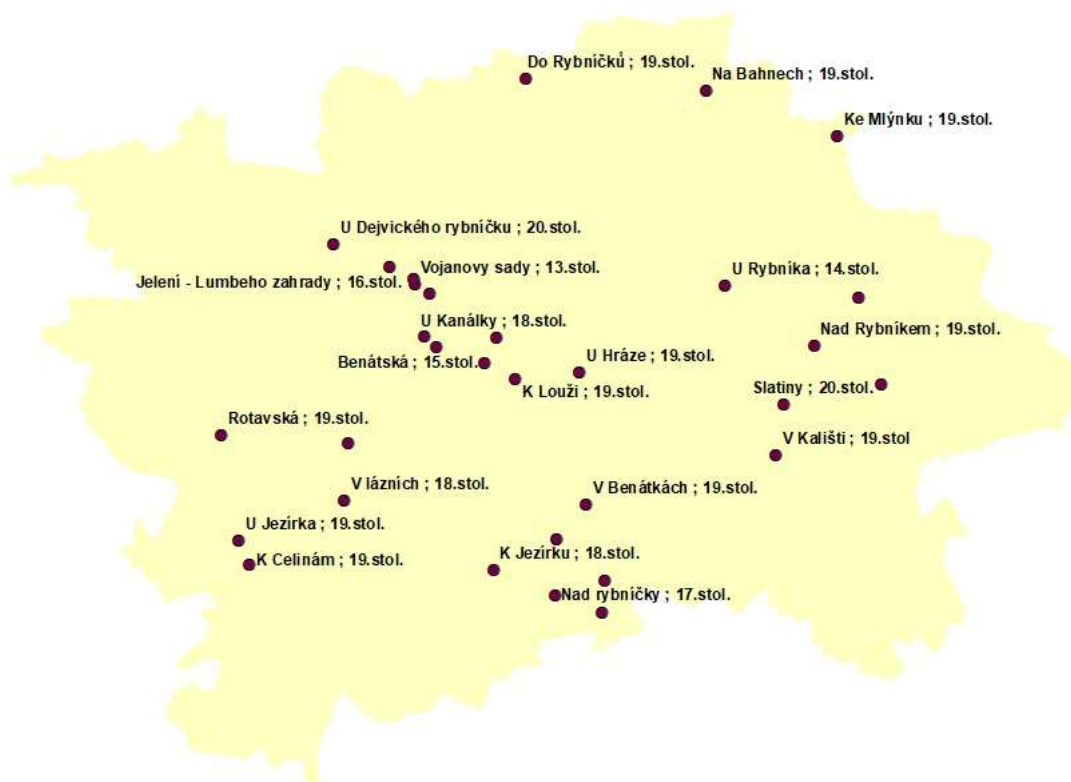 Do Rybníčků ; 19.stol.
Na Bahnech ; 19.stol.
Ke Mlýnku ; 19.stol.
U Dejvického rybníčku ; 20.stol.
Vojanovy sady ; 13.stol.
U Rybníka ; 14.stol.
Jelení - Lumbeho zahrady ; 16.stol.
U Kanálky ; 18.stol.
Nad Rybníkem ; 19.stol.
U Hráze ; 19.stol.
Benátská ; 15.stol.
K Louži ; 19.stol.
Slatiny ; 20.stol.
Rotavská ; 19.stol.
V Kališti ; 19.stol
V lázních ; 18.stol.
V Benátkách ; 19.stol.
U Jezírka ; 19.stol.
K Jezírku ; 18.stol.
K Celinám ; 19.stol.
Nad rybníčky ; 17.stol.